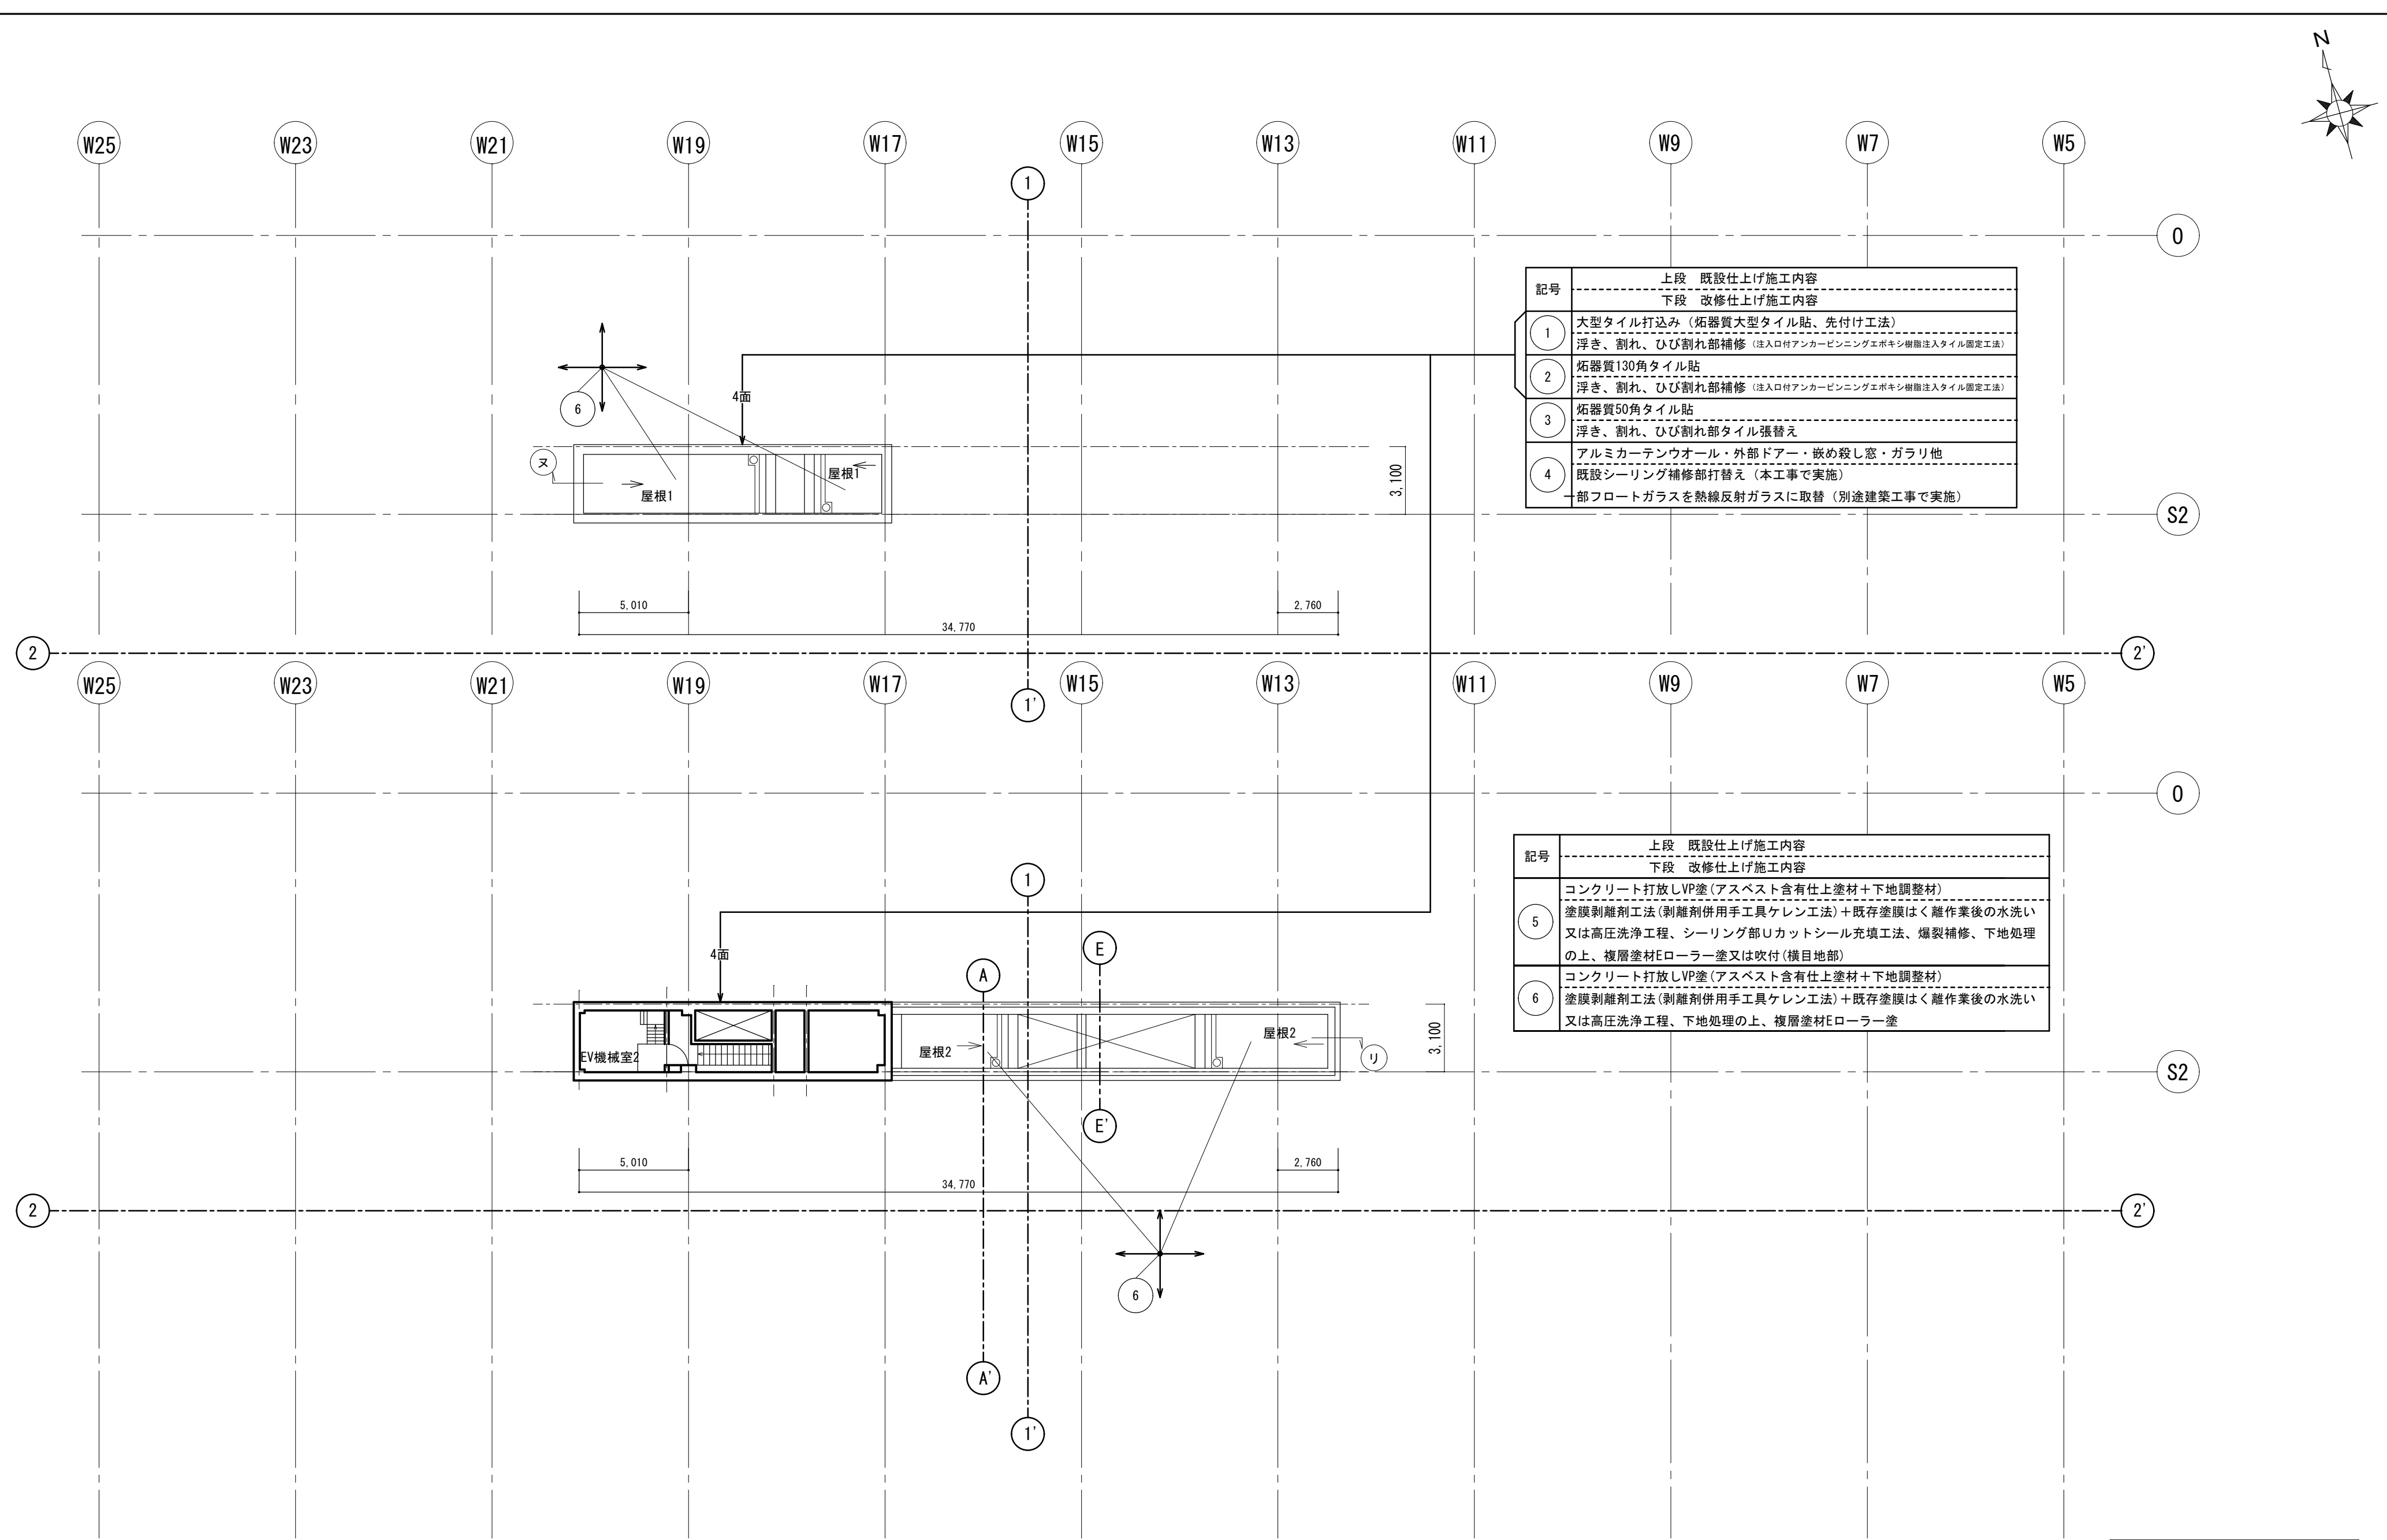 N
W25 W23 W21 W19 W17 W15 W13 W11 W9 W7 W5
1
O
記号
上段 既設仕上げ施工内容
下段 改修仕上げ施工内容
1
大型タイル打込み（炻器質大型タイル貼、先付け工法）
浮き、割れ、ひび割れ部補修（注入口付アンカーピンニングエポキシ樹脂注入タイル固定工法）
2
炻器質130角タイル貼
浮き、割れ、ひび割れ部補修（注入口付アンカーピンニングエポキシ樹脂注入タイル固定工法）
3
炻器質50角タイル貼
浮き、割れ、ひび割れ部タイル張替え
4
アルミカーテンウオール・外部ドアー・嵌め殺し窓・ガラリ他
既設シーリング補修部打替え（本工事で実施）
一部フロートガラスを熱線反射ガラスに取替（別途建築工事で実施）
6
4面
ヌ
屋根1
屋根1
3,100
S2
5,010
2,760
34,770
2
2'
W25 W23 W21 W19 W17 W15 W13 W11 W9 W7 W5
1'
O
記号
上段 既設仕上げ施工内容
下段 改修仕上げ施工内容
5
コンクリート打放しVP塗(アスベスト含有仕上塗材＋下地調整材)
塗膜剥離剤工法(剥離剤併用手工具ケレン工法)＋既存塗膜はく離作業後の水洗い
又は高圧洗浄工程、シーリング部Uカットシール充填工法、爆裂補修、下地処理
の上、複層塗材Eローラー塗又は吹付(横目地部)
6
コンクリート打放しVP塗(アスベスト含有仕上塗材＋下地調整材)
塗膜剥離剤工法(剥離剤併用手工具ケレン工法)＋既存塗膜はく離作業後の水洗い
又は高圧洗浄工程、下地処理の上、複層塗材Eローラー塗
1
E
A
4面
EV機械室2
屋根2
屋根2
リ
3,100
S2
E'
5,010
2,760
34,770
2
2'
6
A'
1'